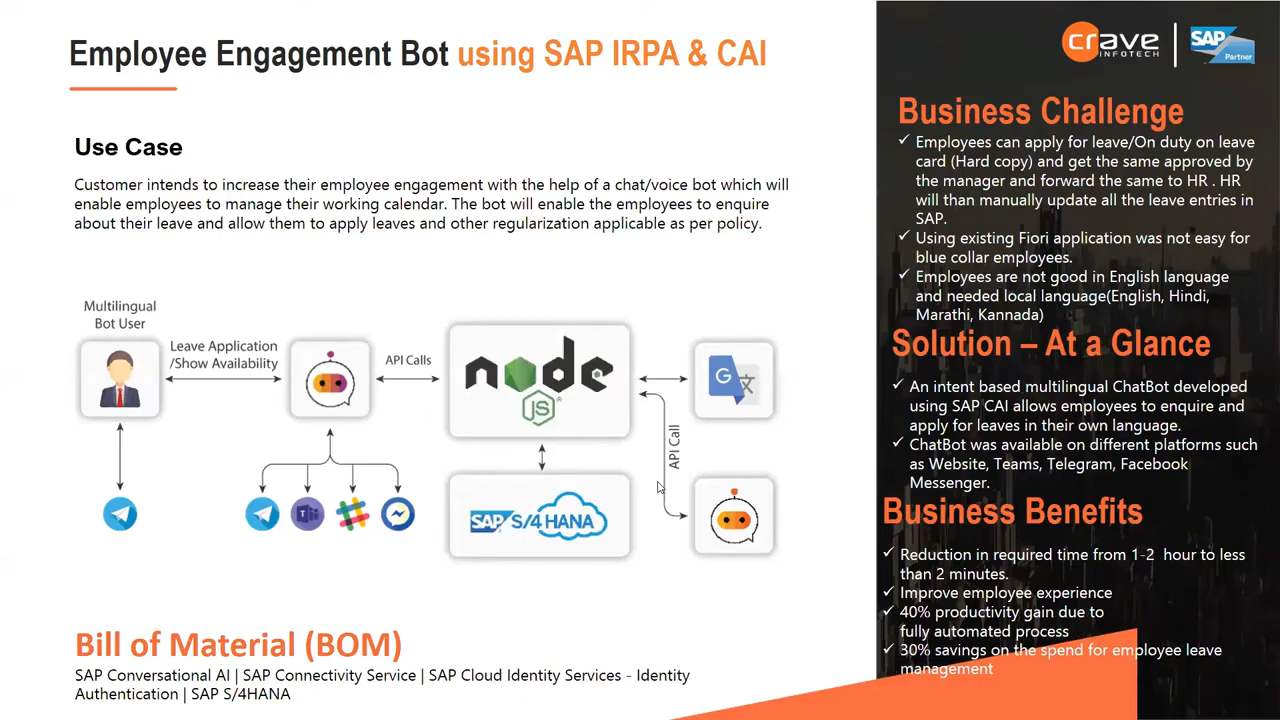 Employee Engagement Bot using SAP IRPA & CAI
Use Case
Customer intends to increase their employee engagement with the help of a chat/voice bot which will
enable employees to manage their working calendar. The bot will enable the employees to enquire
about their leave and allow them to apply leaves and other regularization applicable as per policy.
Multilingual
Bot User
Leave Application
/Show Availability
API Calls
node
JS
G
API Call
SAP S/4HANA
Bill of Material (BOM)
SAP Conversational AI | SAP Connectivity Service | SAP Cloud Identity Services - Identity
Authentication | SAP S/4HANA
crave
INFOTECH
SAP
Partner
Business Challenge
Employees can apply for leave/On duty on leave
card (Hard copy) and get the same approved by
the manager and forward the same to HR . HR
will than manually update all the leave entries in
SAP.
Using existing Fiori application was not easy for
blue collar employees.
Employees are not good in English language
and needed local language(English, Hindi,
Marathi, Kannada)
Solution – At a Glance
An intent based multilingual ChatBot developed
using SAP CAI allows employees to enquire and
apply for leaves in their own language.
ChatBot was available on different platforms such
as Website, Teams, Telegram, Facebook
Messenger.
Business Benefits
Reduction in required time from 1-2 hour to less
than 2 minutes.
Improve employee experience
40% productivity gain due to
fully automated process
30% savings on the spend for employee leave
management